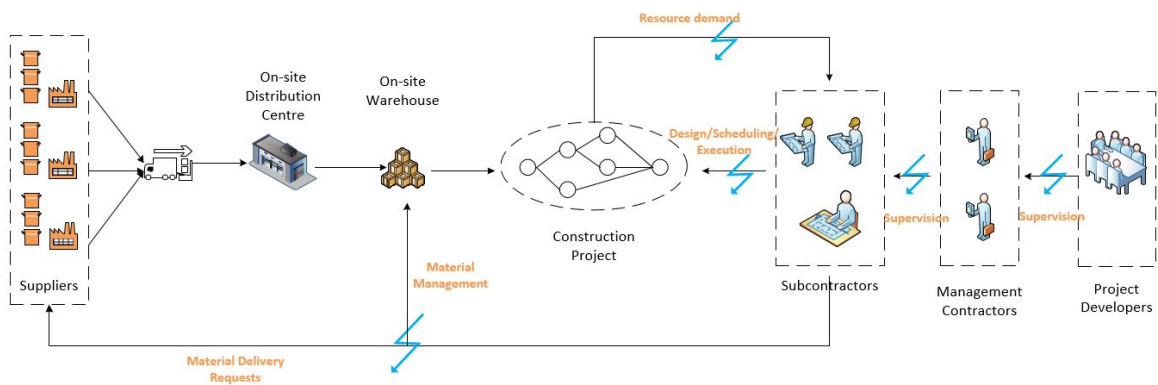 Resource demand
On-site
Distribution
Centre
On-site
Warehouse
Design/Scheduling/
Execution
Supervision
Supervision
Construction
Project
Material
Management
Suppliers
Subcontractors
Management
Contractors
Project
Developers
Material Delivery
Requests